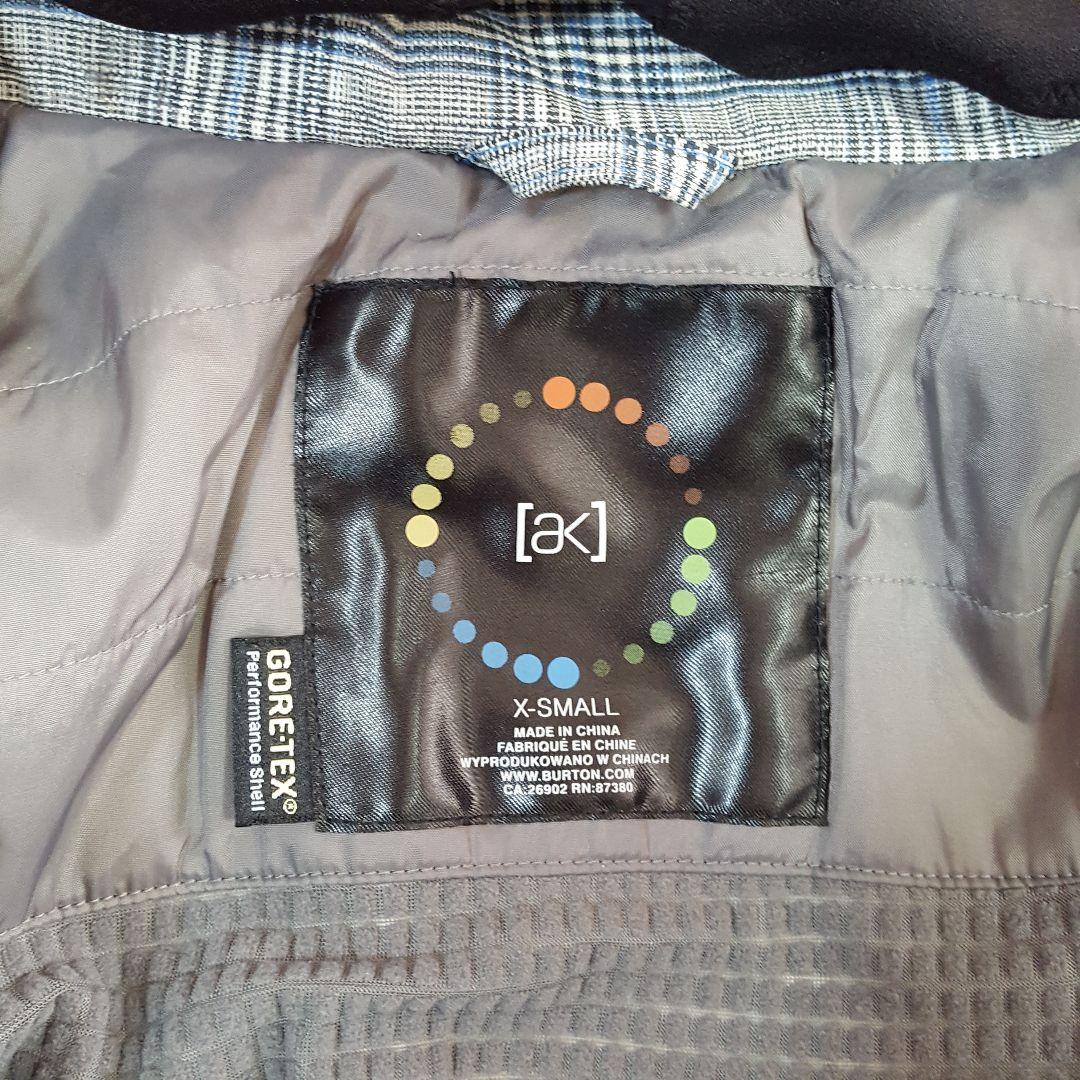 [ak]
X-SMALL
MADE IN CHINA
FABRIQUÉ EN CHINE
WYPRODUKOWANO W CHINACH
WWW.BURTON.COM
CA:26902 RN:87380
GORE-TEX®
Performance Shell